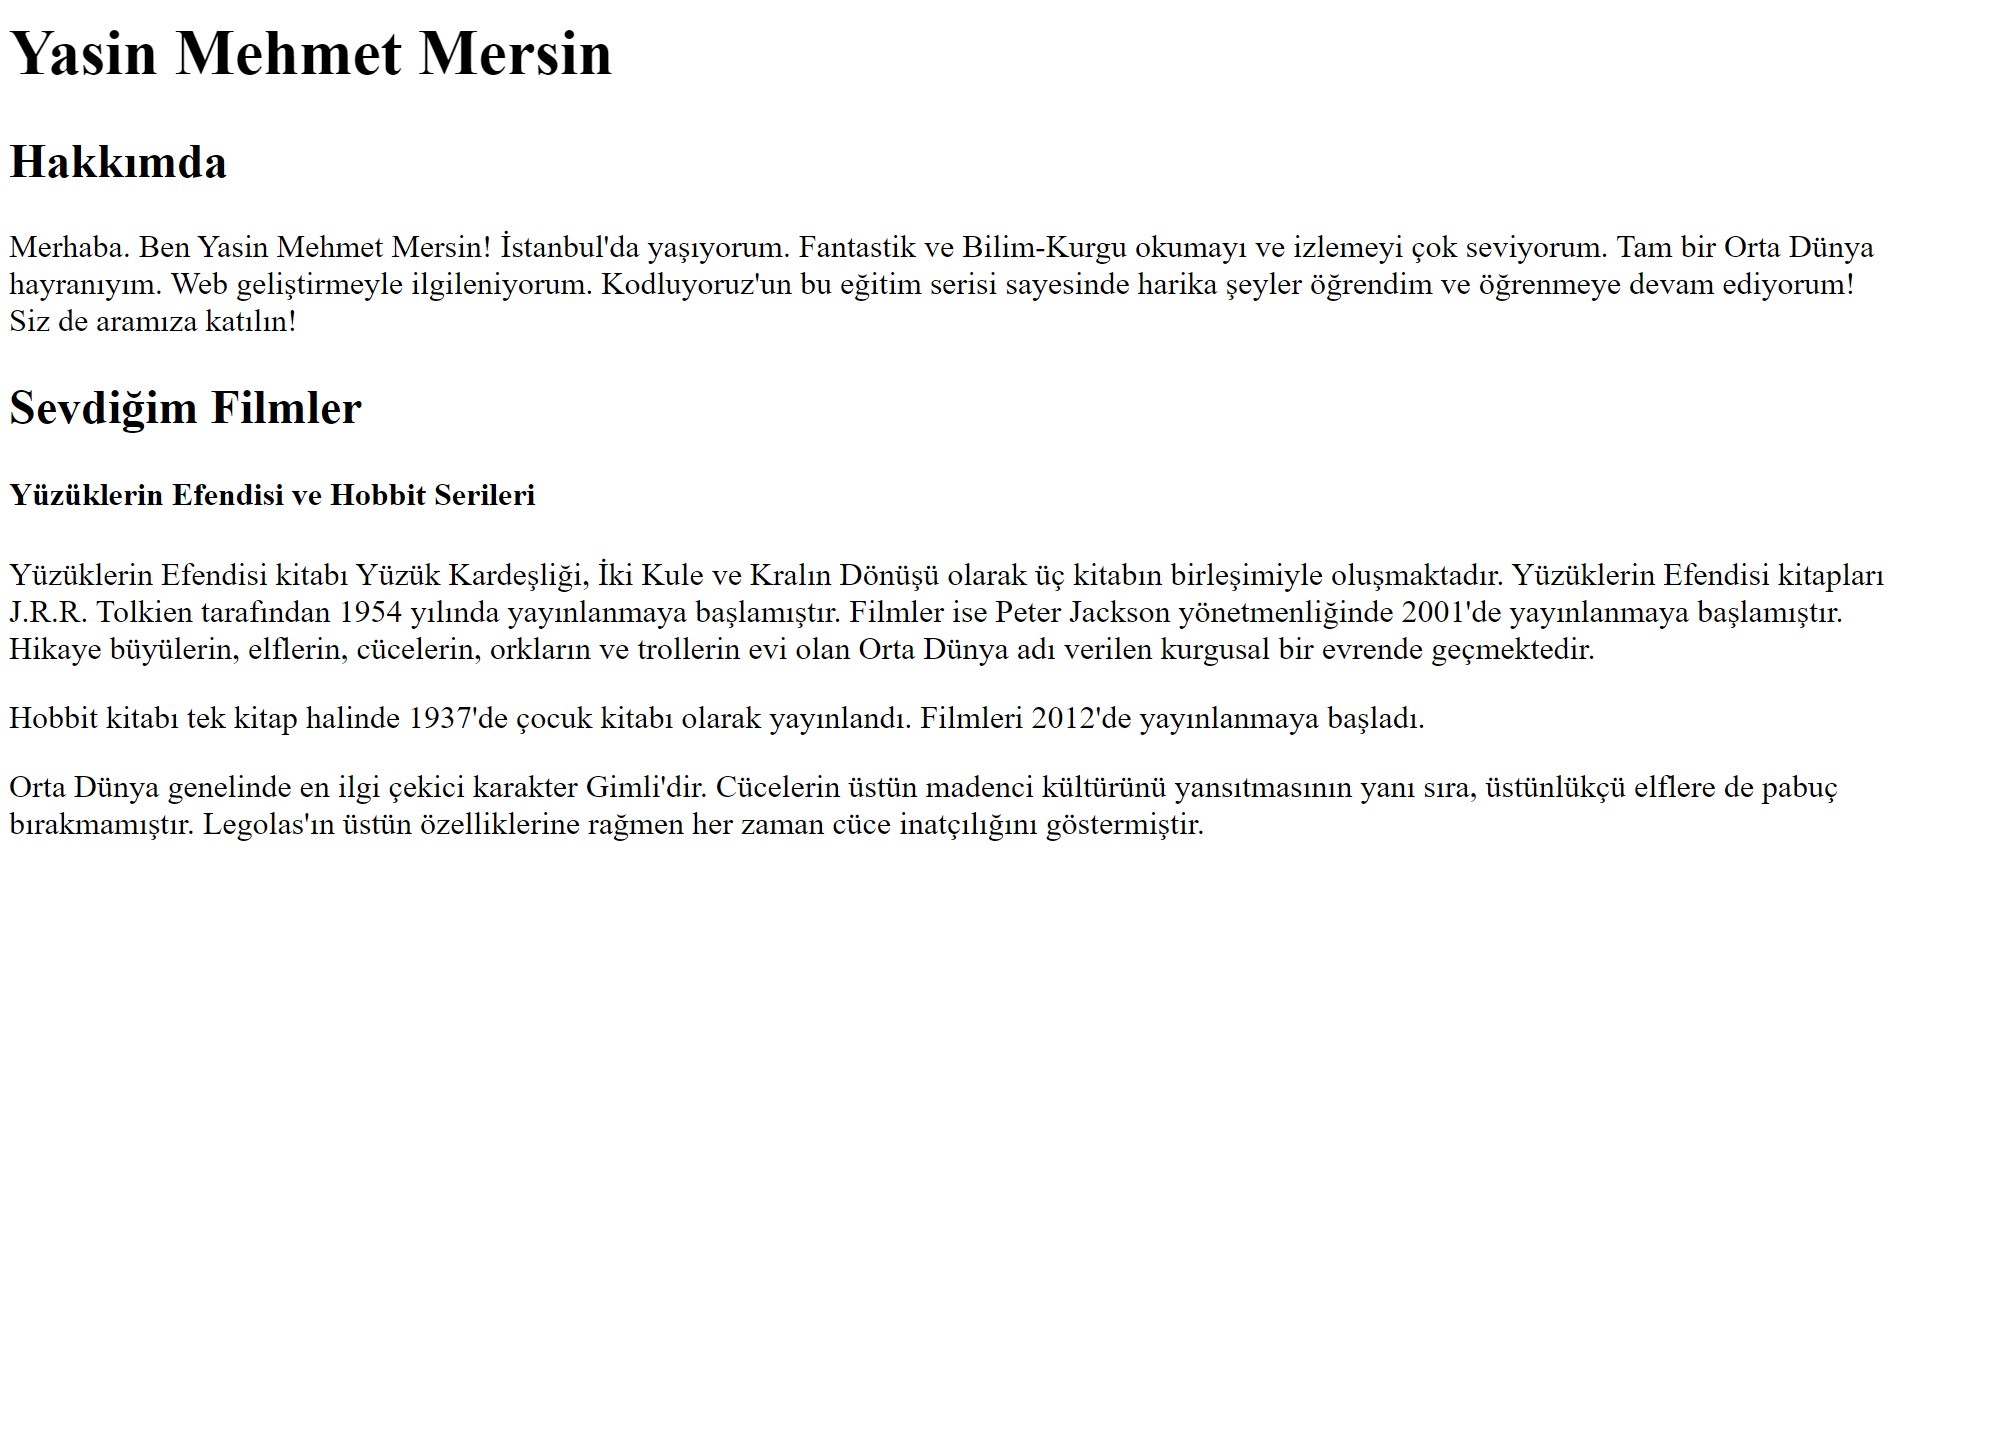 Yasin Mehmet Mersin
Hakkımda
Merhaba. Ben Yasin Mehmet Mersin! İstanbul'da yaşıyorum. Fantastik ve Bilim-Kurgu okumayı ve izlemeyi çok seviyorum. Tam bir Orta Dünya
hayranıyım. Web geliştirmeyle ilgileniyorum. Kodluyoruz'un bu eğitim serisi sayesinde harika şeyler öğrendim ve öğrenmeye devam ediyorum!
Siz de aramıza katılın!
Sevdiğim Filmler
Yüzüklerin Efendisi ve Hobbit Serileri
Yüzüklerin Efendisi kitabı Yüzük Kardeşliği, İki Kule ve Kralın Dönüşü olarak üç kitabın birleşimiyle oluşmaktadır. Yüzüklerin Efendisi kitapları
J.R.R. Tolkien tarafından 1954 yılında yayınlanmaya başlamıştır. Filmler ise Peter Jackson yönetmenliğinde 2001'de yayınlanmaya başlamıştır.
Hikaye büyülerin, elflerin, cücelerin, orkların ve trollerin evi olan Orta Dünya adı verilen kurgusal bir evrende geçmektedir.
Hobbit kitabı tek kitap halinde 1937'de çocuk kitabı olarak yayınlandı. Filmleri 2012'de yayınlanmaya başladı.
Orta Dünya genelinde en ilgi çekici karakter Gimli'dir. Cücelerin üstün madenci kültürünü yansıtmasının yanı sıra, üstünlükçü elflere de pabuç
bırakmamıştır. Legolas'ın üstün özelliklerine rağmen her zaman cüce inatçılığını göstermiştir.